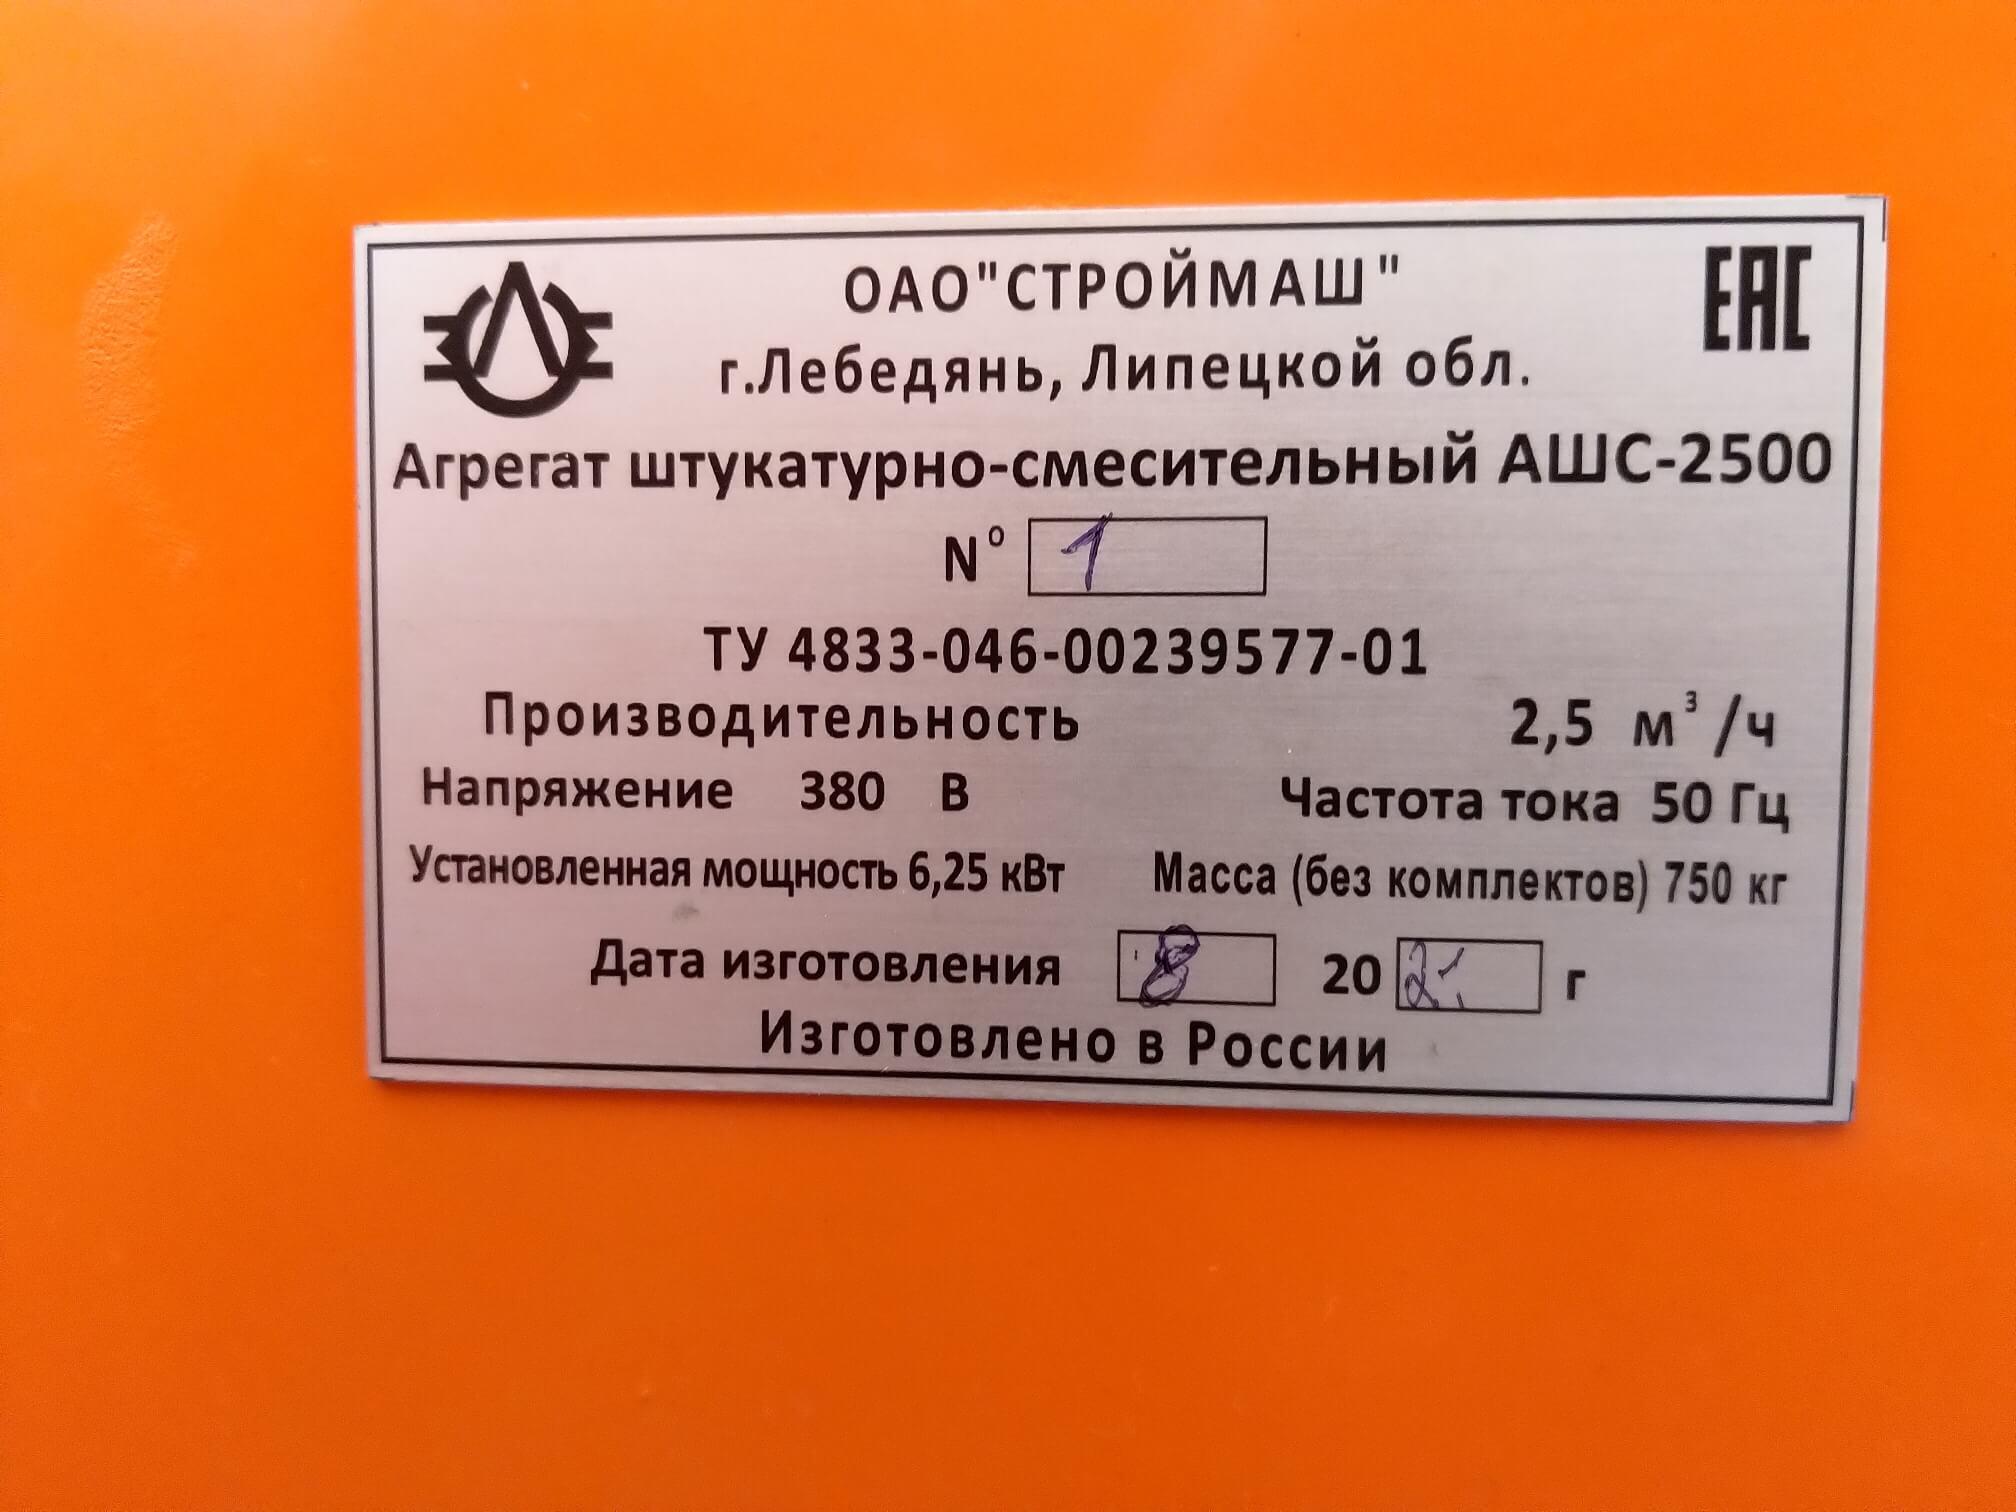 ОАО"СТРОЙМАШ"
ЕАС
г.Лебедянь, Липецкой обл.
Агрегат штукатурно-смесительный АШС-2500
N° 1
ТУ 4833-046-00239577-01
Производительность 2,5 м³/ч
Напряжение 380 В Частота тока 50 Гц
Установленная мощность 6,25 кВт Масса (без комплектов) 750 кг
Дата изготовления 8 20 21 г
Изготовлено в России